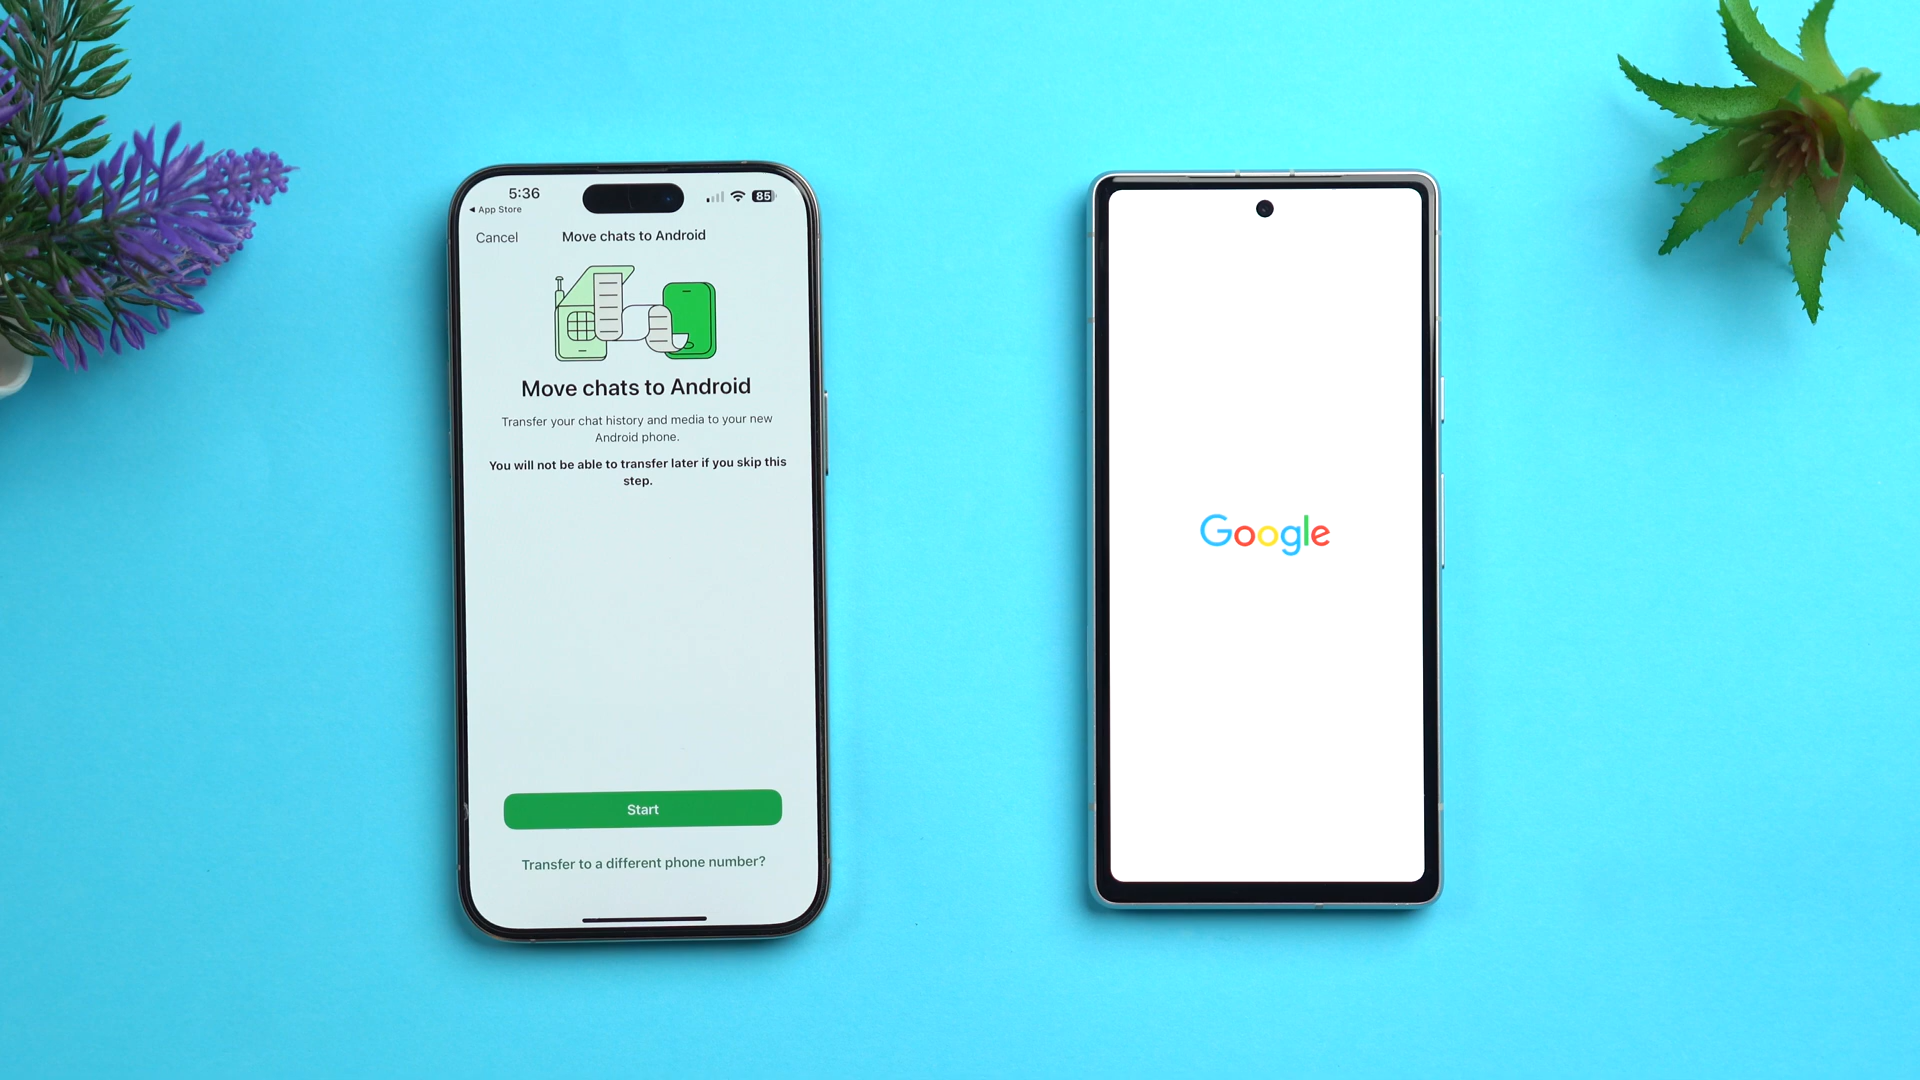 5:36
85
◄ App Store
Cancel
Move chats to Android
Move chats to Android
Transfer your chat history and media to your new
Android phone.
You will not be able to transfer later if you skip this
step.
Start
Transfer to a different phone number?
Google